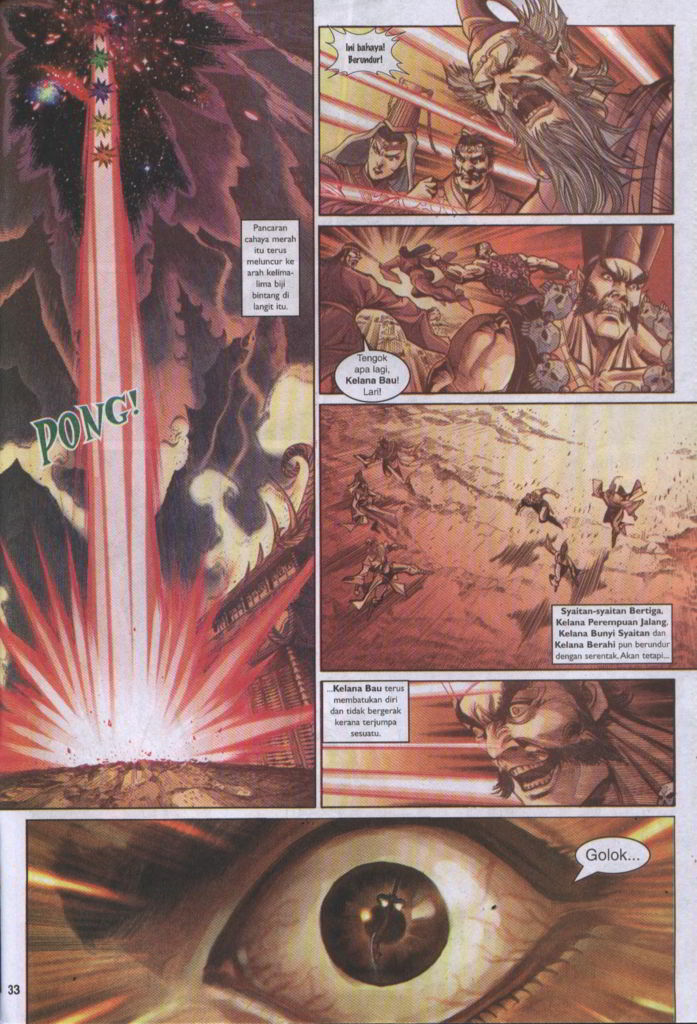 Pancaran
cahaya merah
itu terus
meluncur ke
arah kelima-
lima biji
bintang di
langit itu.
PONG!
Ini bahaya!
Berundur!
Tengok
apa lagi,
Kelana Bau!
Lari!
Syaitan-syaitan Bertiga,
Kelana Perempuan Jalang,
Kelana Bunyi Syaitan dan
Kelana Berahi pun berundur
dengan serentak. Akan tetapi...
...Kelana Bau terus
membatukan diri
dan tidak bergerak
kerana terjumpa
sesuatu.
Golok...
33